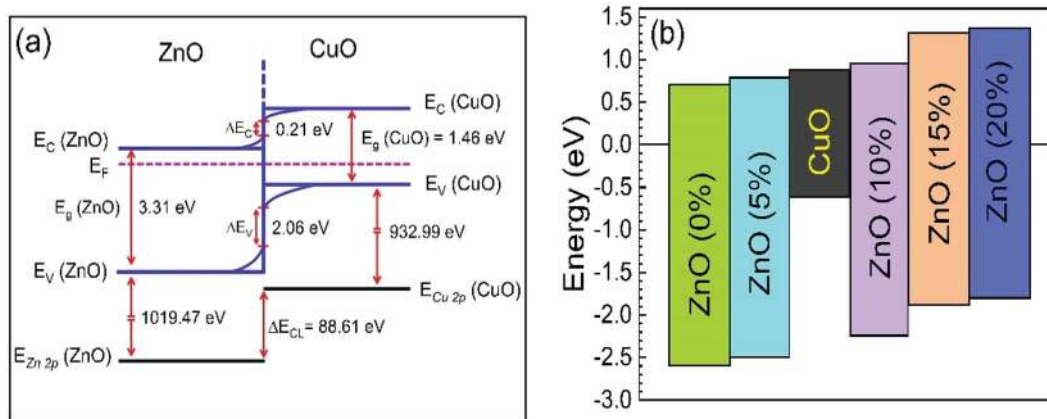 (a)
ZnO CuO
E_C (CuO)
ΔE_C 0.21 eV
E_g (CuO) = 1.46 eV
E_C (ZnO)
E_F
E_V (CuO)
E_g (ZnO) 3.31 eV
ΔE_V 2.06 eV
932.99 eV
E_V (ZnO)
E_Cu 2p (CuO)
1019.47 eV
ΔE_CL = 88.61 eV
E_Zn 2p (ZnO)
(b)
Energy (eV)
1.5
1.0
0.5
0.0
-0.5
-1.0
-1.5
-2.0
-2.5
-3.0
ZnO (0%)
ZnO (5%)
CuO
ZnO (10%)
ZnO (15%)
ZnO (20%)